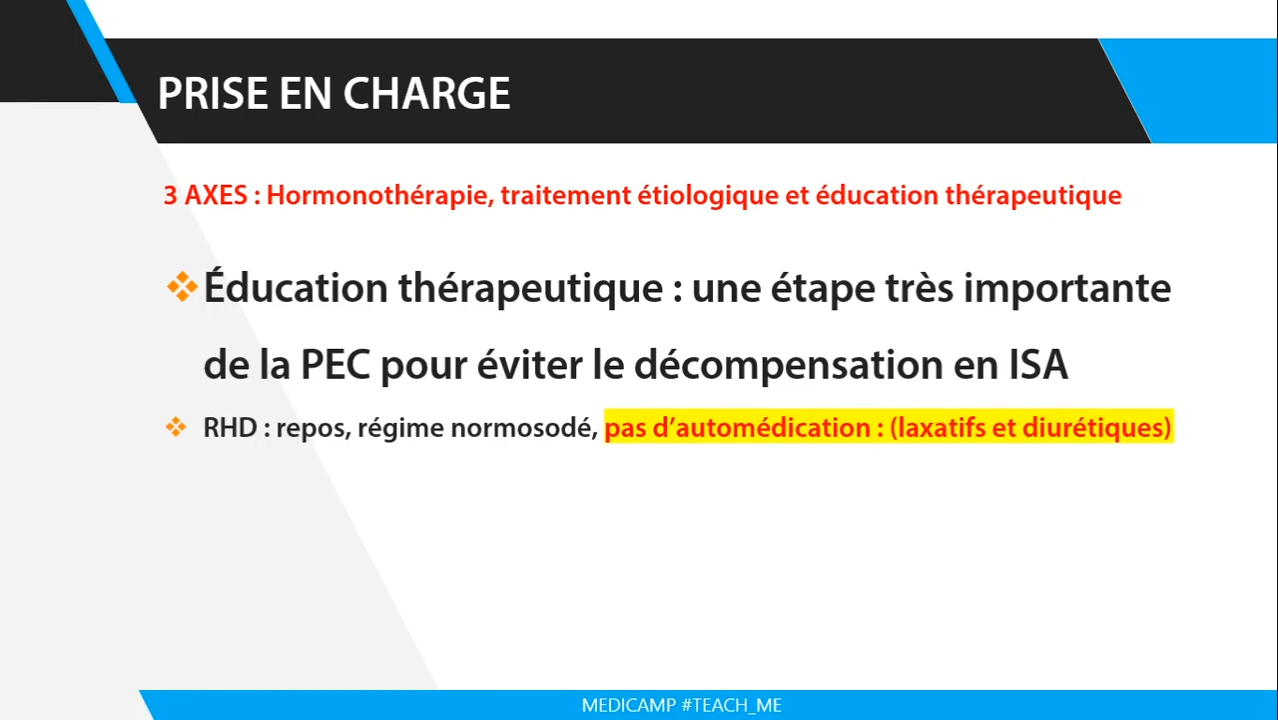 PRISE EN CHARGE
3 AXES : Hormonothérapie, traitement étiologique et éducation thérapeutique
Éducation thérapeutique : une étape très importante
de la PEC pour éviter le décompensation en ISA
RHD : repos, régime normosodé, pas d’automédication : (laxatifs et diurétiques)
MEDICAMP #TEACH_ME